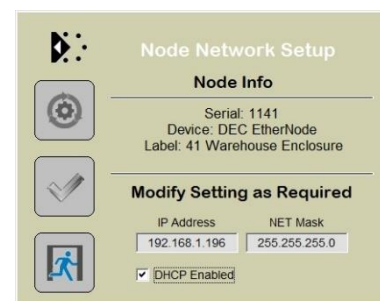 Node Network Setup
Node Info
Serial: 1141
Device: DEC EtherNode
Label: 41 Warehouse Enclosure
Modify Setting as Required
IP Address NET Mask
192.168.1.196 255.255.255.0
DHCP Enabled